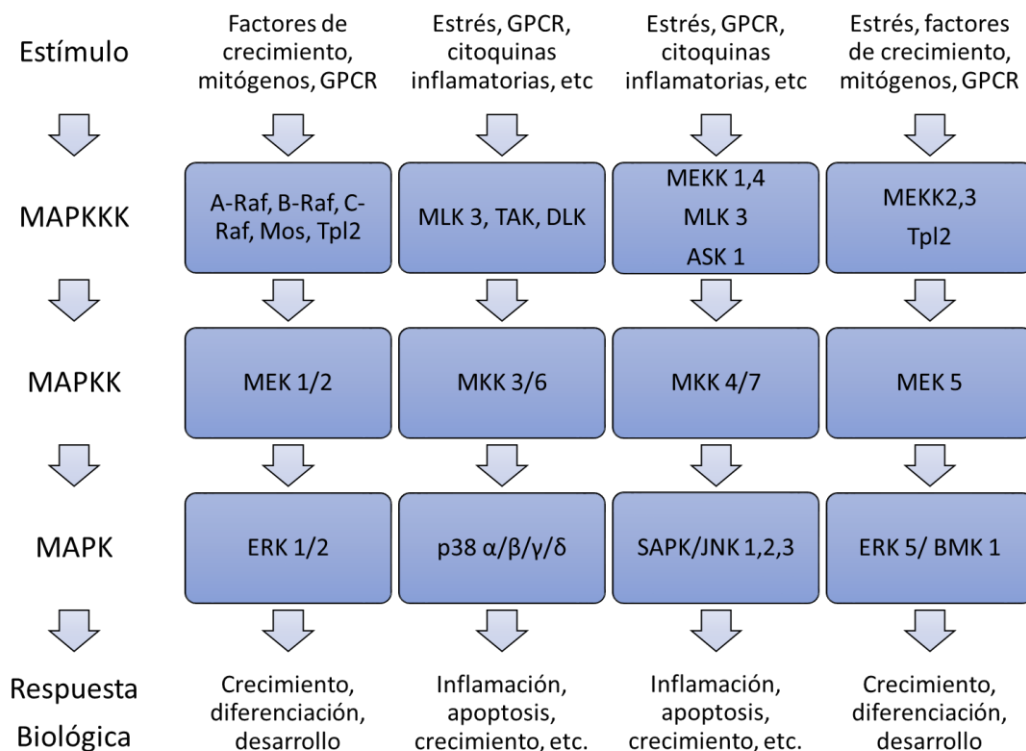 Estímulo
Factores de
crecimiento,
mitógenos, GPCR
Estrés, GPCR,
citoquinas
inflamatorias, etc
Estrés, GPCR,
citoquinas
inflamatorias, etc
Estrés, factores
de crecimiento,
mitógenos, GPCR
MAPKKK
A-Raf, B-Raf, C-
Raf, Mos, Tpl2
MLK 3, TAK, DLK
MEKK 1,4
MLK 3
ASK 1
MEKK2,3
Tpl2
MAPKK
MEK 1/2
MKK 3/6
MKK 4/7
MEK 5
MAPK
ERK 1/2
p38 α/β/γ/δ
SAPK/JNK 1,2,3
ERK 5/ BMK 1
Respuesta
Biológica
Crecimiento,
diferenciación,
desarrollo
Inflamación,
apoptosis,
crecimiento, etc.
Inflamación,
apoptosis,
crecimiento, etc.
Crecimiento,
diferenciación,
desarrollo